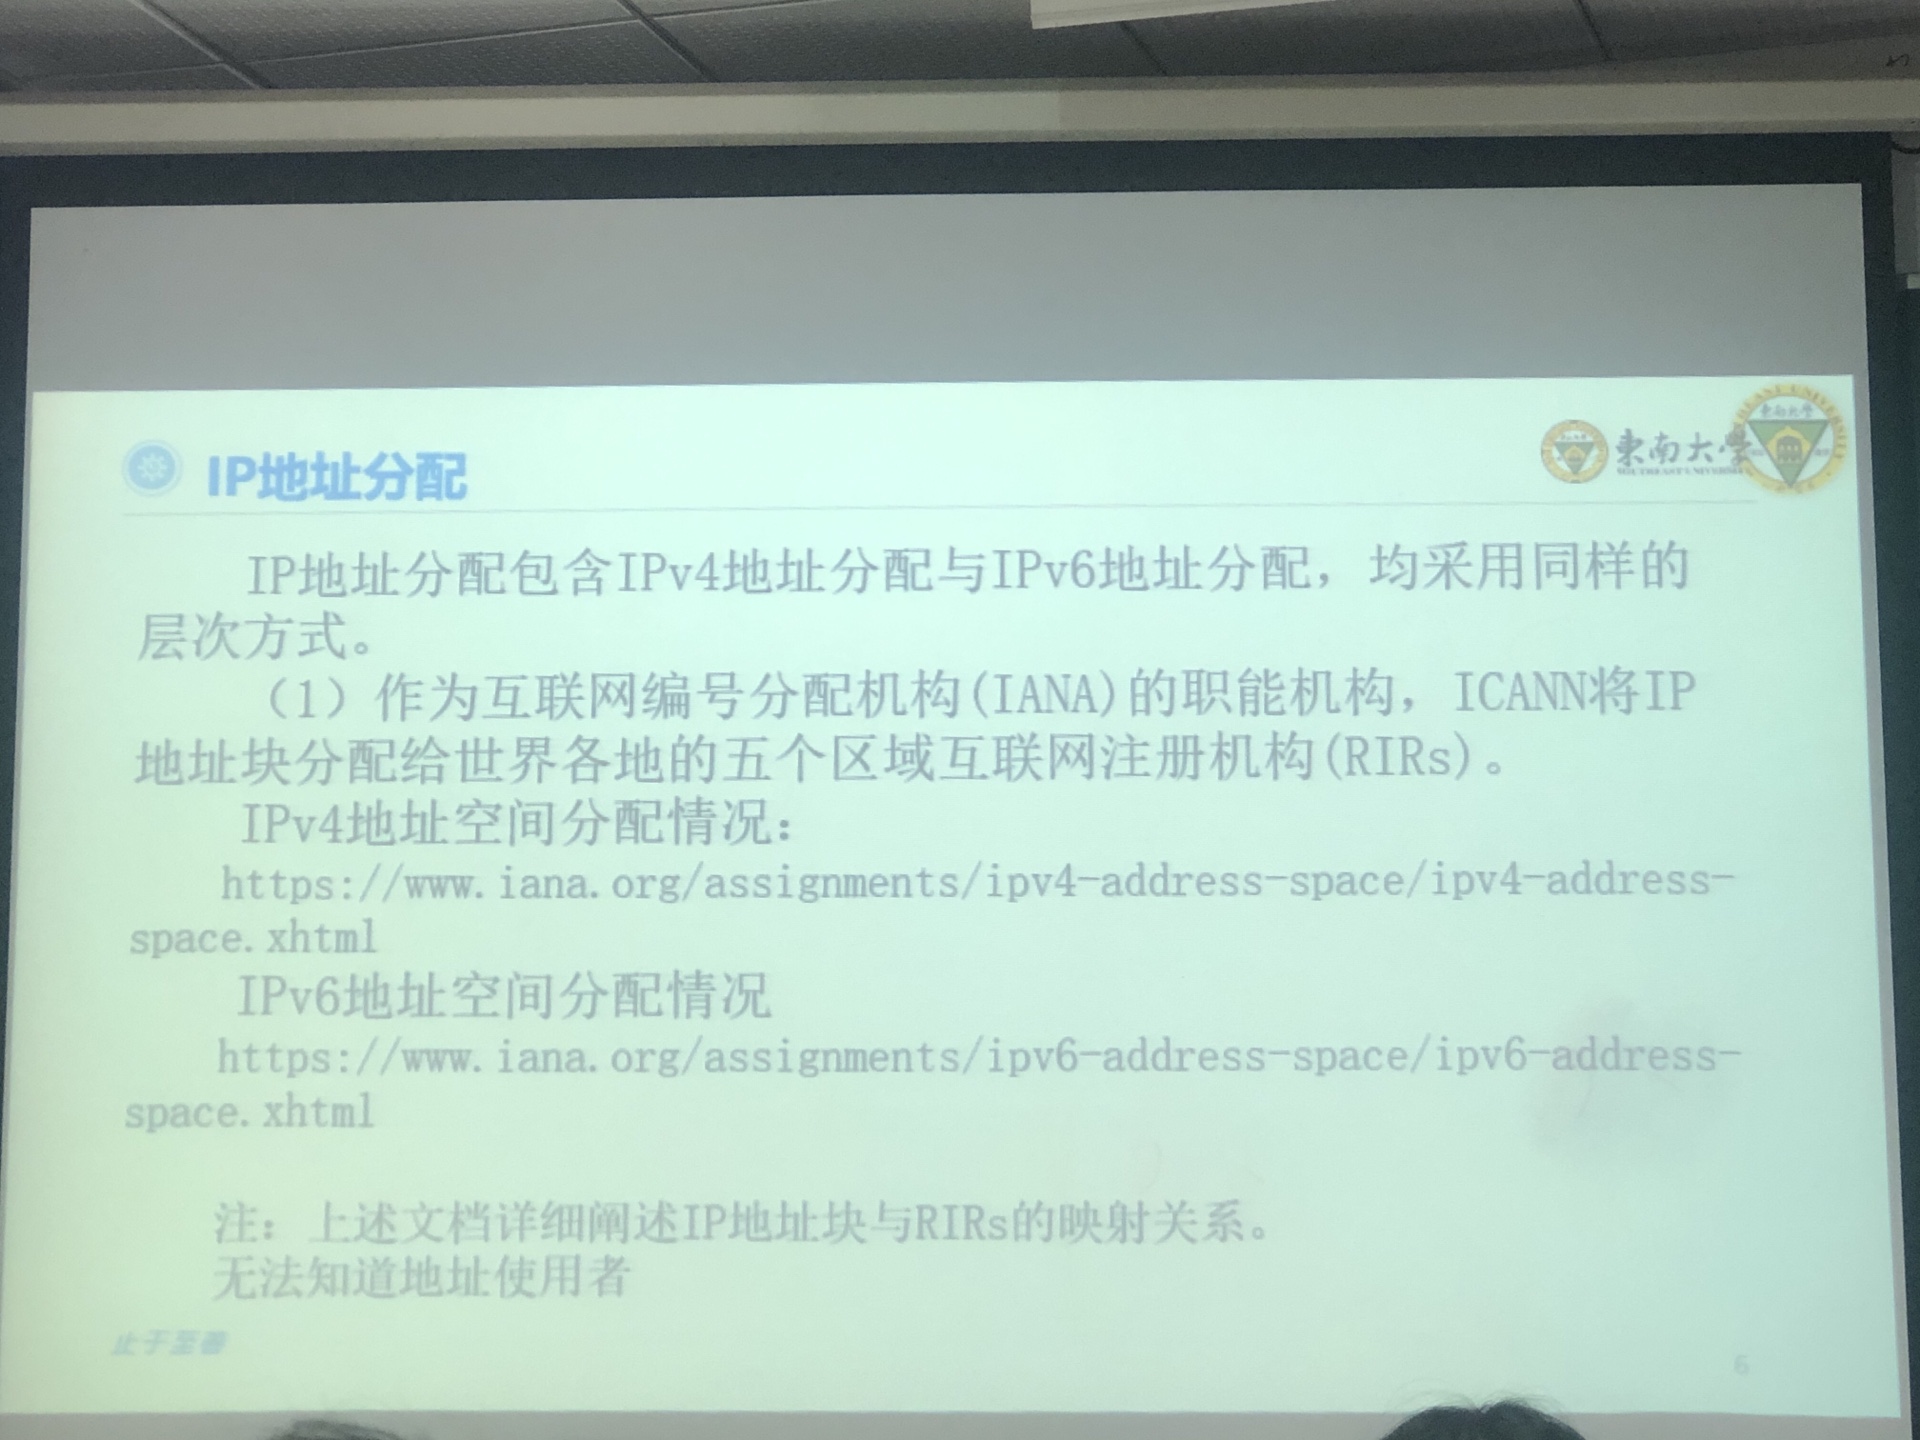 IP地址分配
東南大學
SOUTHEAST UNIVERSITY
東南大學
IP地址分配包含IPv4地址分配与IPv6地址分配，均采用同样的
层次方式。
（1）作为互联网编号分配机构(IANA)的职能机构，ICANN将IP
地址块分配给世界各地的五个区域互联网注册机构(RIRs)。
IPv4地址空间分配情况：
https://www.iana.org/assignments/ipv4-address-space/ipv4-address-
space.xhtml
IPv6地址空间分配情况
https://www.iana.org/assignments/ipv6-address-space/ipv6-address-
space.xhtml
注：上述文档详细阐述IP地址块与RIRs的映射关系。
无法知道地址使用者
止于至善
6